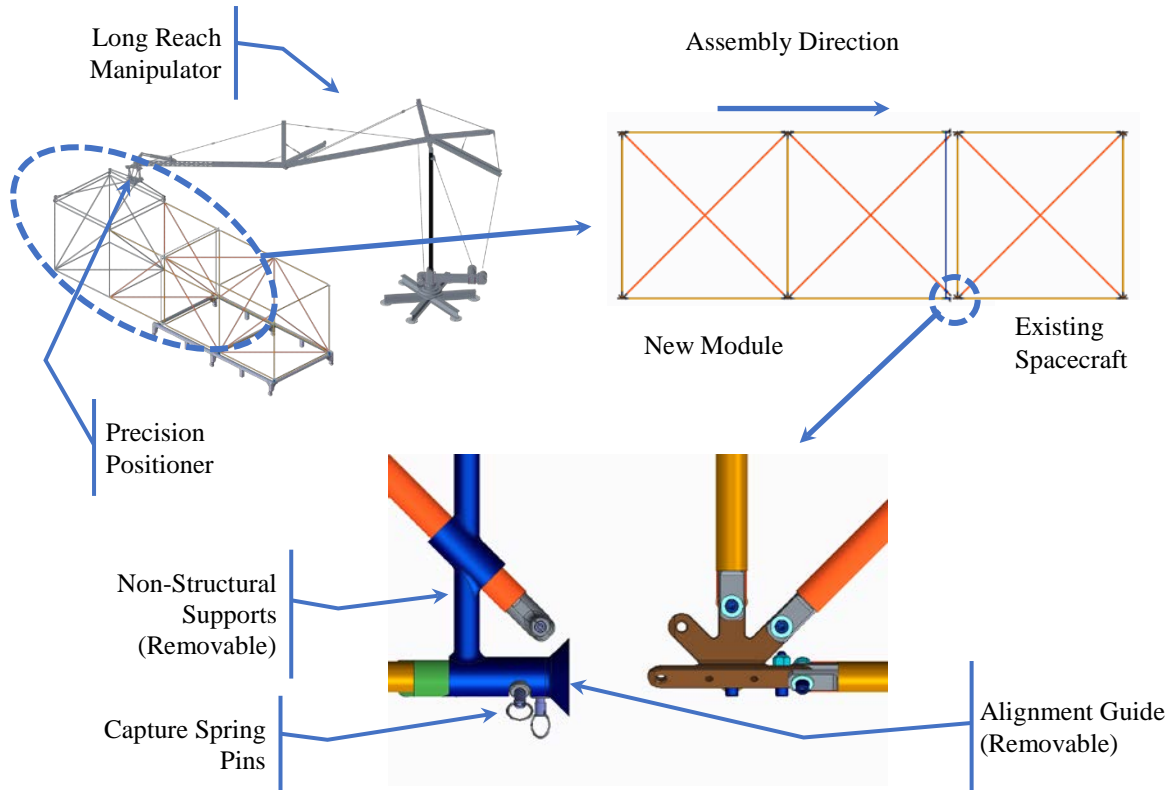 Long Reach
Manipulator
Assembly Direction
New Module
Existing
Spacecraft
Precision
Positioner
Non-Structural
Supports
(Removable)
Capture Spring
Pins
Alignment Guide
(Removable)